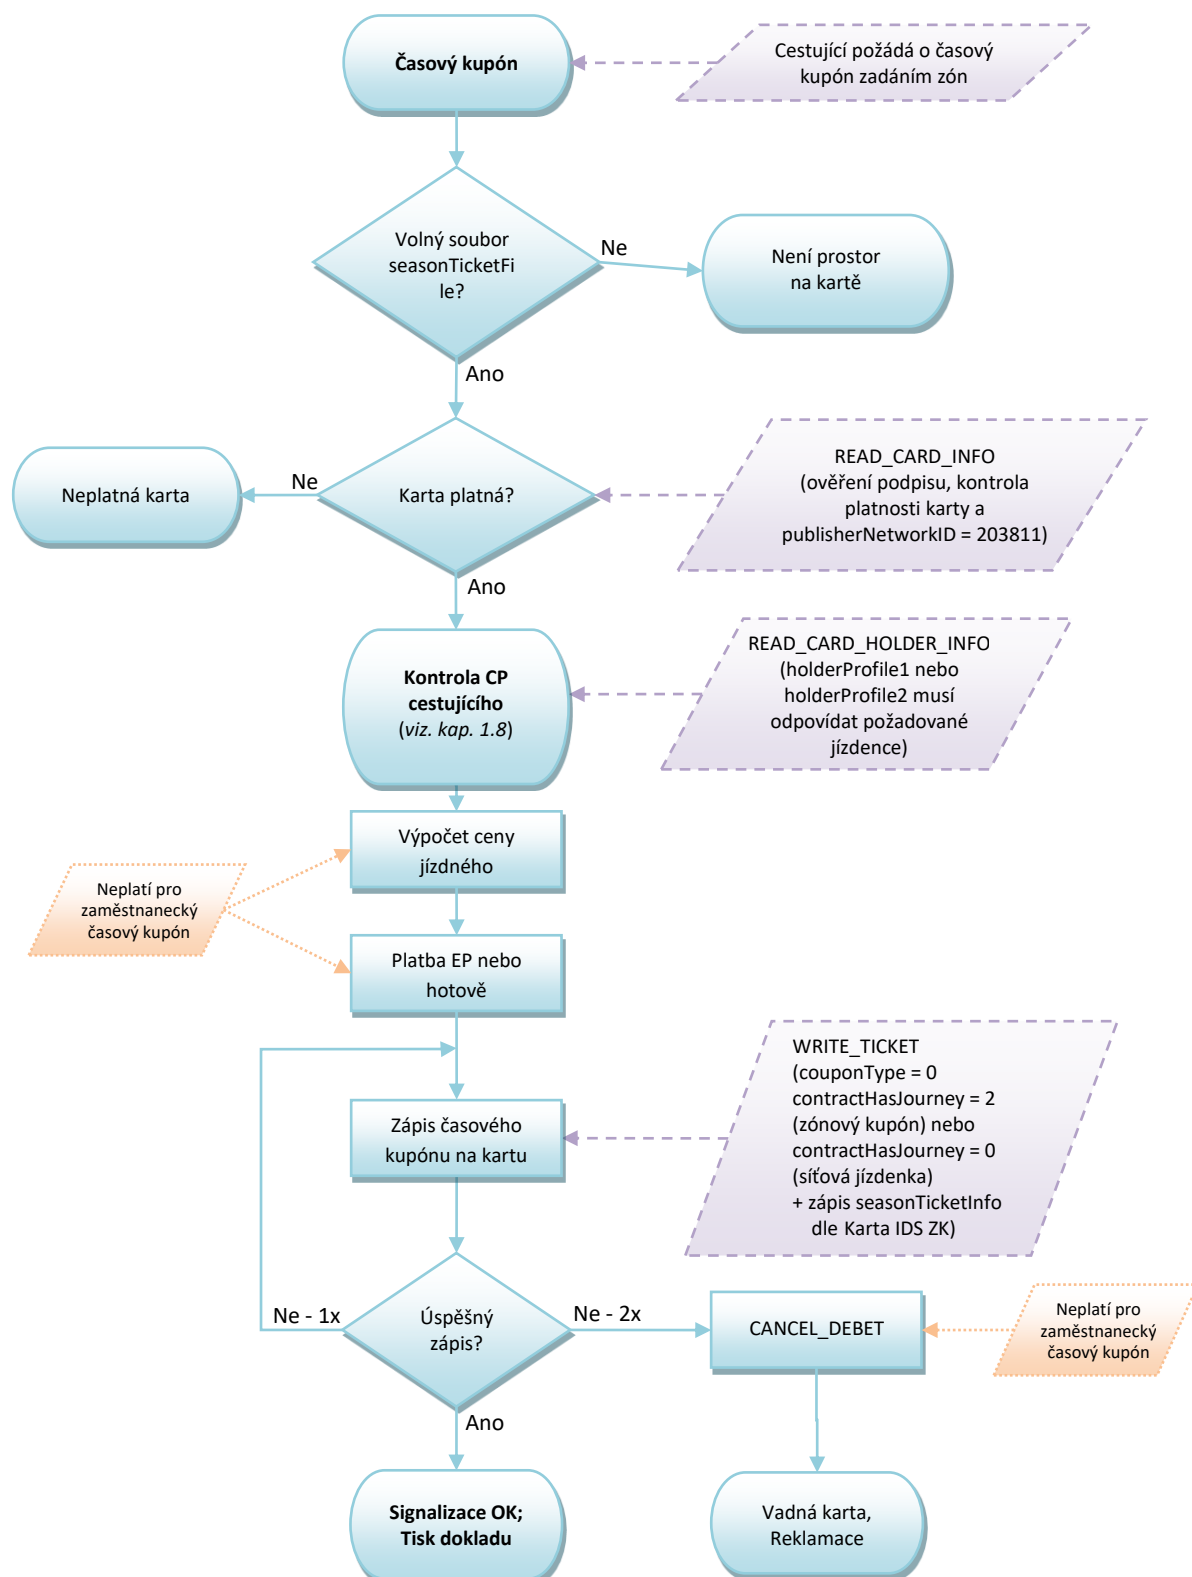 Časový kupón
Cestující požádá o časový
kupón zadáním zón
Volný soubor
seasonTicketFi
le?
Ne
Není prostor
na kartě
Ano
Neplatná karta
Ne
Karta platná?
READ_CARD_INFO
(ověření podpisu, kontrola
platnosti karty a
publisherNetworkID = 203811)
Ano
Kontrola CP
cestujícího
(viz. kap. 1.8)
READ_CARD_HOLDER_INFO
(holderProfile1 nebo
holderProfile2 musí
odpovídat požadované
jízdence)
Výpočet ceny
jízdného
Neplatí pro
zaměstnanecký
časový kupón
Platba EP nebo
hotově
WRITE_TICKET
(couponType = 0
contractHasJourney = 2
(zónový kupón) nebo
contractHasJourney = 0
(síťová jízdenka)
+ zápis seasonTicketInfo
dle Karta IDS ZK)
Zápis časového
kupónu na kartu
Ne - 1x
Úspěšný
zápis?
Ne - 2x
CANCEL_DEBET
Neplatí pro
zaměstnanecký
časový kupón
Ano
Signalizace OK;
Tisk dokladu
Vadná karta,
Reklamace